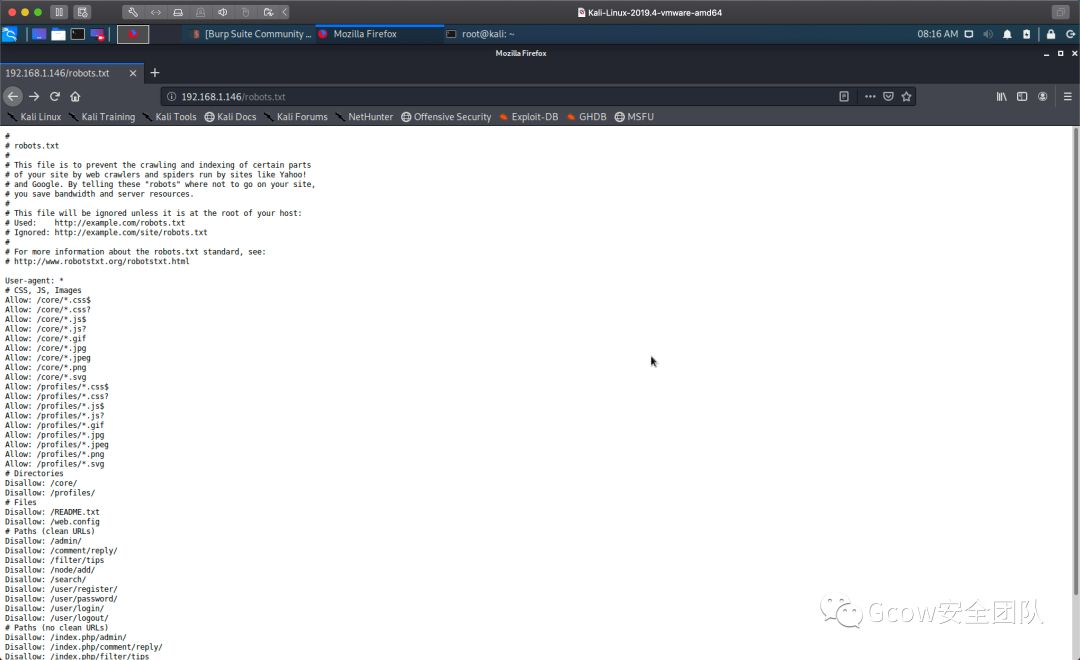 Kali-Linux-2019.4-vmware-amd64
[Burp Suite Community ... Mozilla Firefox root@kali: ~ 08:16 AM
Mozilla Firefox
192.168.1.146/robots.txt
192.168.1.146/robots.txt
Kali Linux Kali Training Kali Tools Kali Docs Kali Forums NetHunter Offensive Security Exploit-DB GHDB MSFU
#
# robots.txt
#
# This file is to prevent the crawling and indexing of certain parts
# of your site by web crawlers and spiders run by sites like Yahoo!
# and Google. By telling these "robots" where not to go on your site,
# you save bandwidth and server resources.
#
# This file will be ignored unless it is at the root of your host:
# Used:    http://example.com/robots.txt
# Ignored: http://example.com/site/robots.txt
#
# For more information about the robots.txt standard, see:
# http://www.robotstxt.org/robotstxt.html
User-agent: *
# CSS, JS, Images
Allow: /core/*.css$
Allow: /core/*.css?
Allow: /core/*.js$
Allow: /core/*.js?
Allow: /core/*.gif
Allow: /core/*.jpg
Allow: /core/*.jpeg
Allow: /core/*.png
Allow: /core/*.svg
Allow: /profiles/*.css$
Allow: /profiles/*.css?
Allow: /profiles/*.js$
Allow: /profiles/*.js?
Allow: /profiles/*.gif
Allow: /profiles/*.jpg
Allow: /profiles/*.jpeg
Allow: /profiles/*.png
Allow: /profiles/*.svg
# Directories
Disallow: /core/
Disallow: /profiles/
# Files
Disallow: /README.txt
Disallow: /web.config
# Paths (clean URLs)
Disallow: /admin/
Disallow: /comment/reply/
Disallow: /filter/tips
Disallow: /node/add/
Disallow: /search/
Disallow: /user/register/
Disallow: /user/password/
Disallow: /user/login/
Disallow: /user/logout/
# Paths (no clean URLs)
Disallow: /index.php/admin/
Disallow: /index.php/comment/reply/
Disallow: /index.php/filter/tips
Gcow安全团队